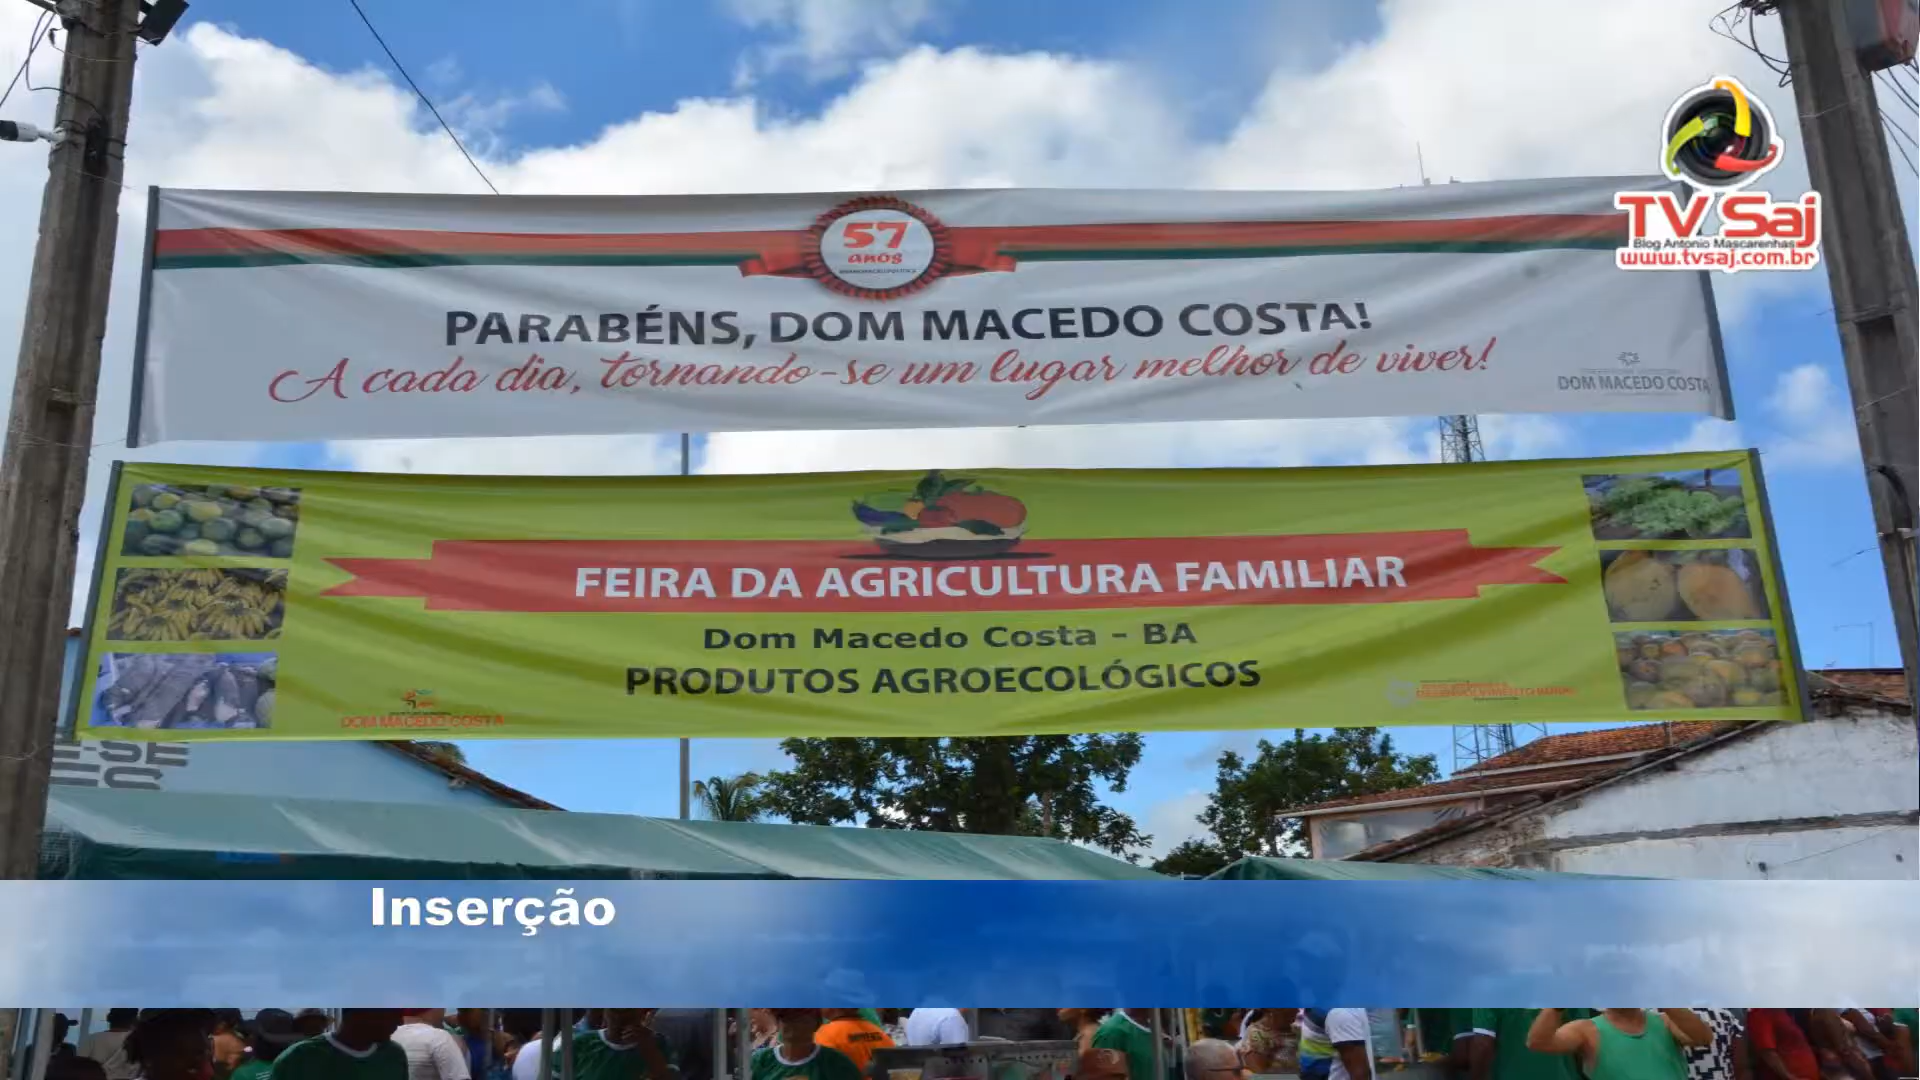 TV Saj
Blog Antonio Mascarenhas
www.tvsaj.com.br
57
anos
PARABÉNS, DOM MACEDO COSTA!
A cada dia, tornando-se um lugar melhor de viver!
DOM MACEDO COSTA
FEIRA DA AGRICULTURA FAMILIAR
Dom Macedo Costa - BA
PRODUTOS AGROECOLÓGICOS
DOM MACEDO COSTA
DESENVOLVIMENTO RURAL
Inserção